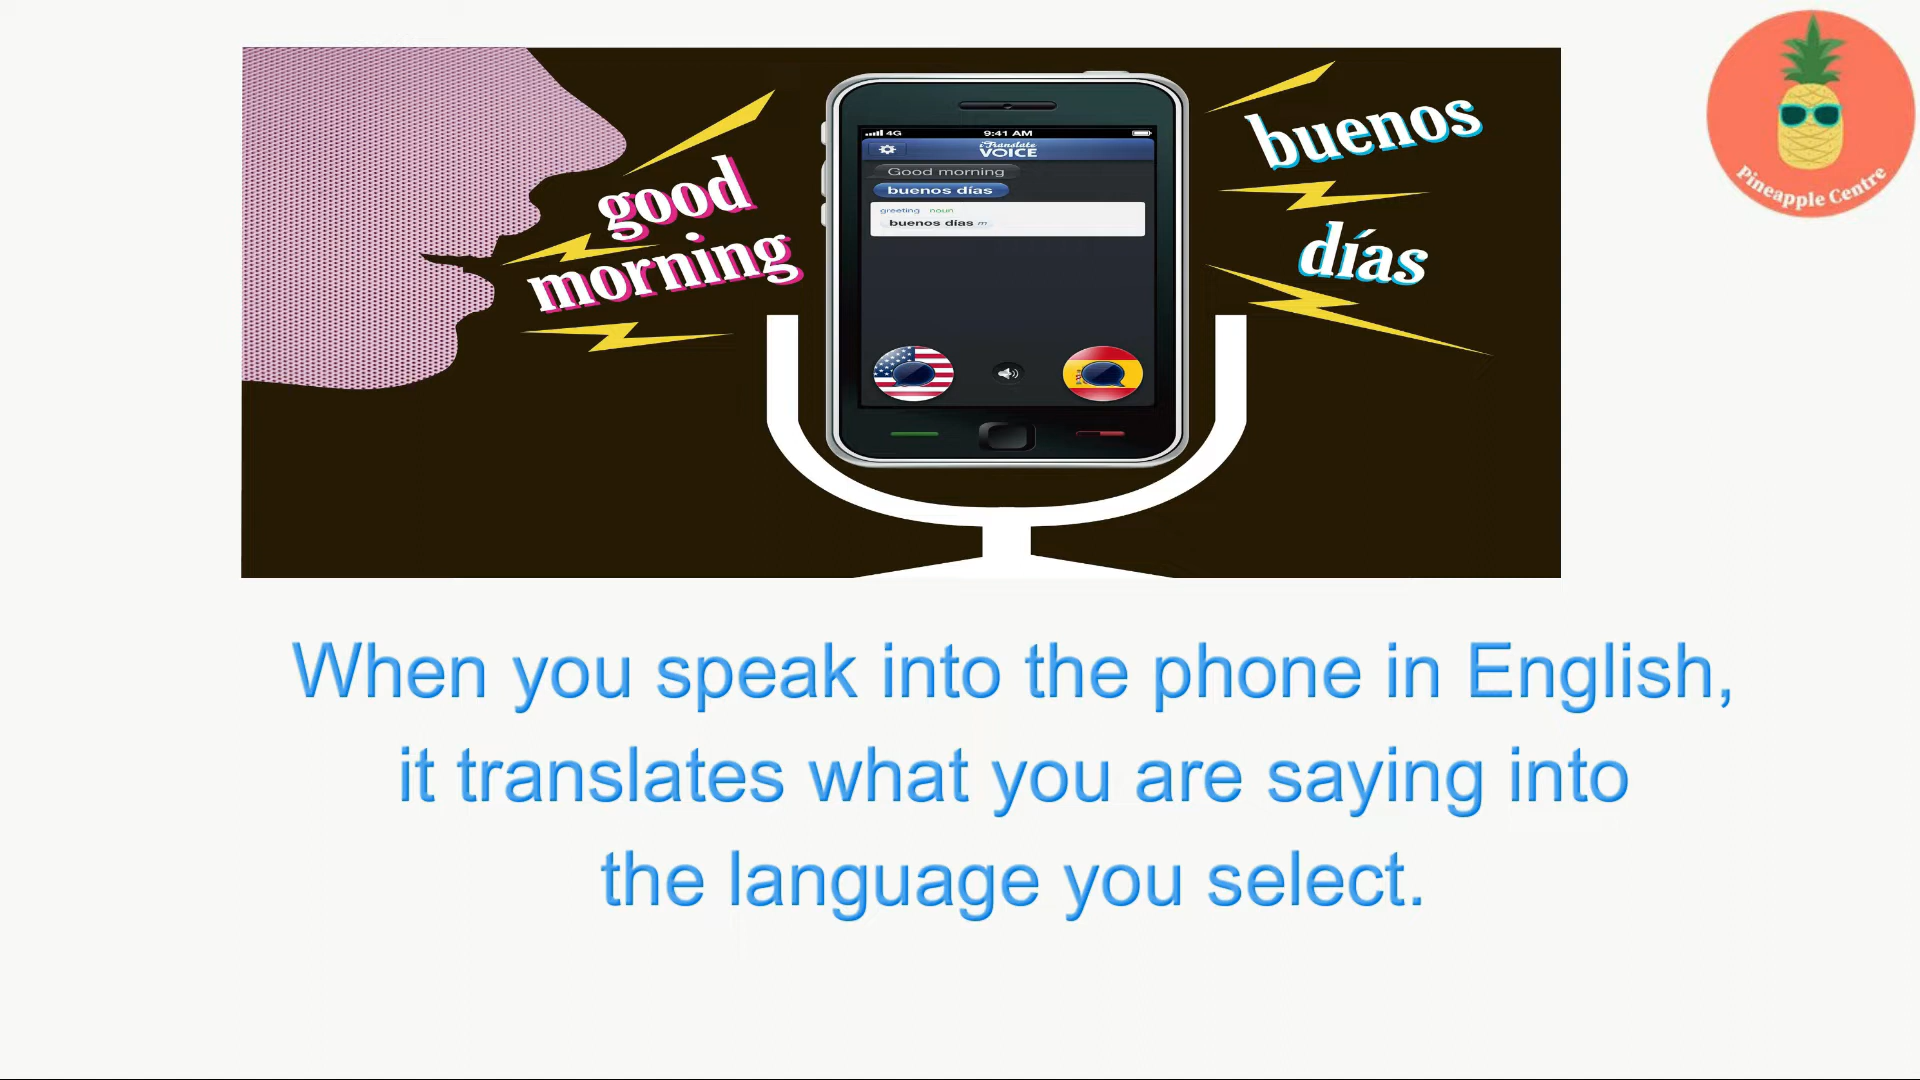 good
morning
4G 9:41 AM
iTranslate
VOICE
Good morning
buenos días
greeting noun
buenos días m
buenos
días
Pineapple Centre
When you speak into the phone in English,
it translates what you are saying into
the language you select.